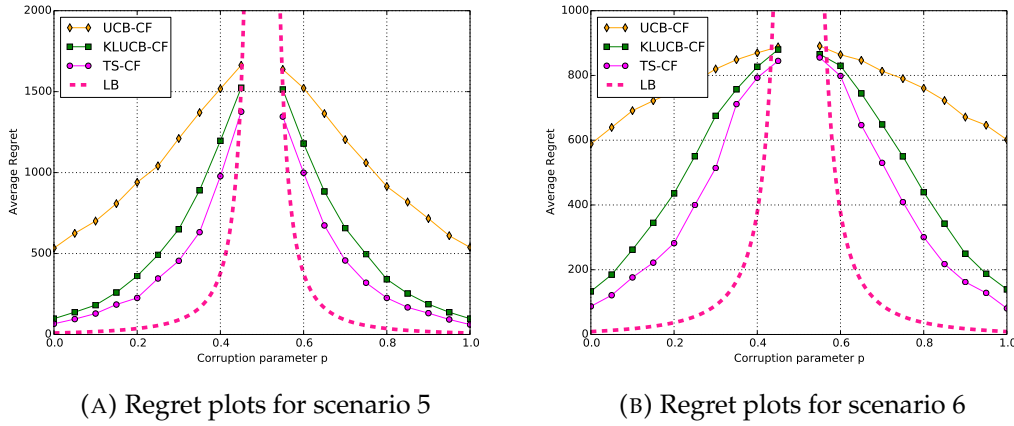 2000
1500
1000
500
0
0.0 0.2 0.4 0.6 0.8 1.0
Average Regret
Corruption parameter p
UCB-CF
KLUCB-CF
TS-CF
LB
(A) Regret plots for scenario 5
1000
800
600
400
200
0
0.0 0.2 0.4 0.6 0.8 1.0
Average Regret
Corruption parameter p
UCB-CF
KLUCB-CF
TS-CF
LB
(B) Regret plots for scenario 6